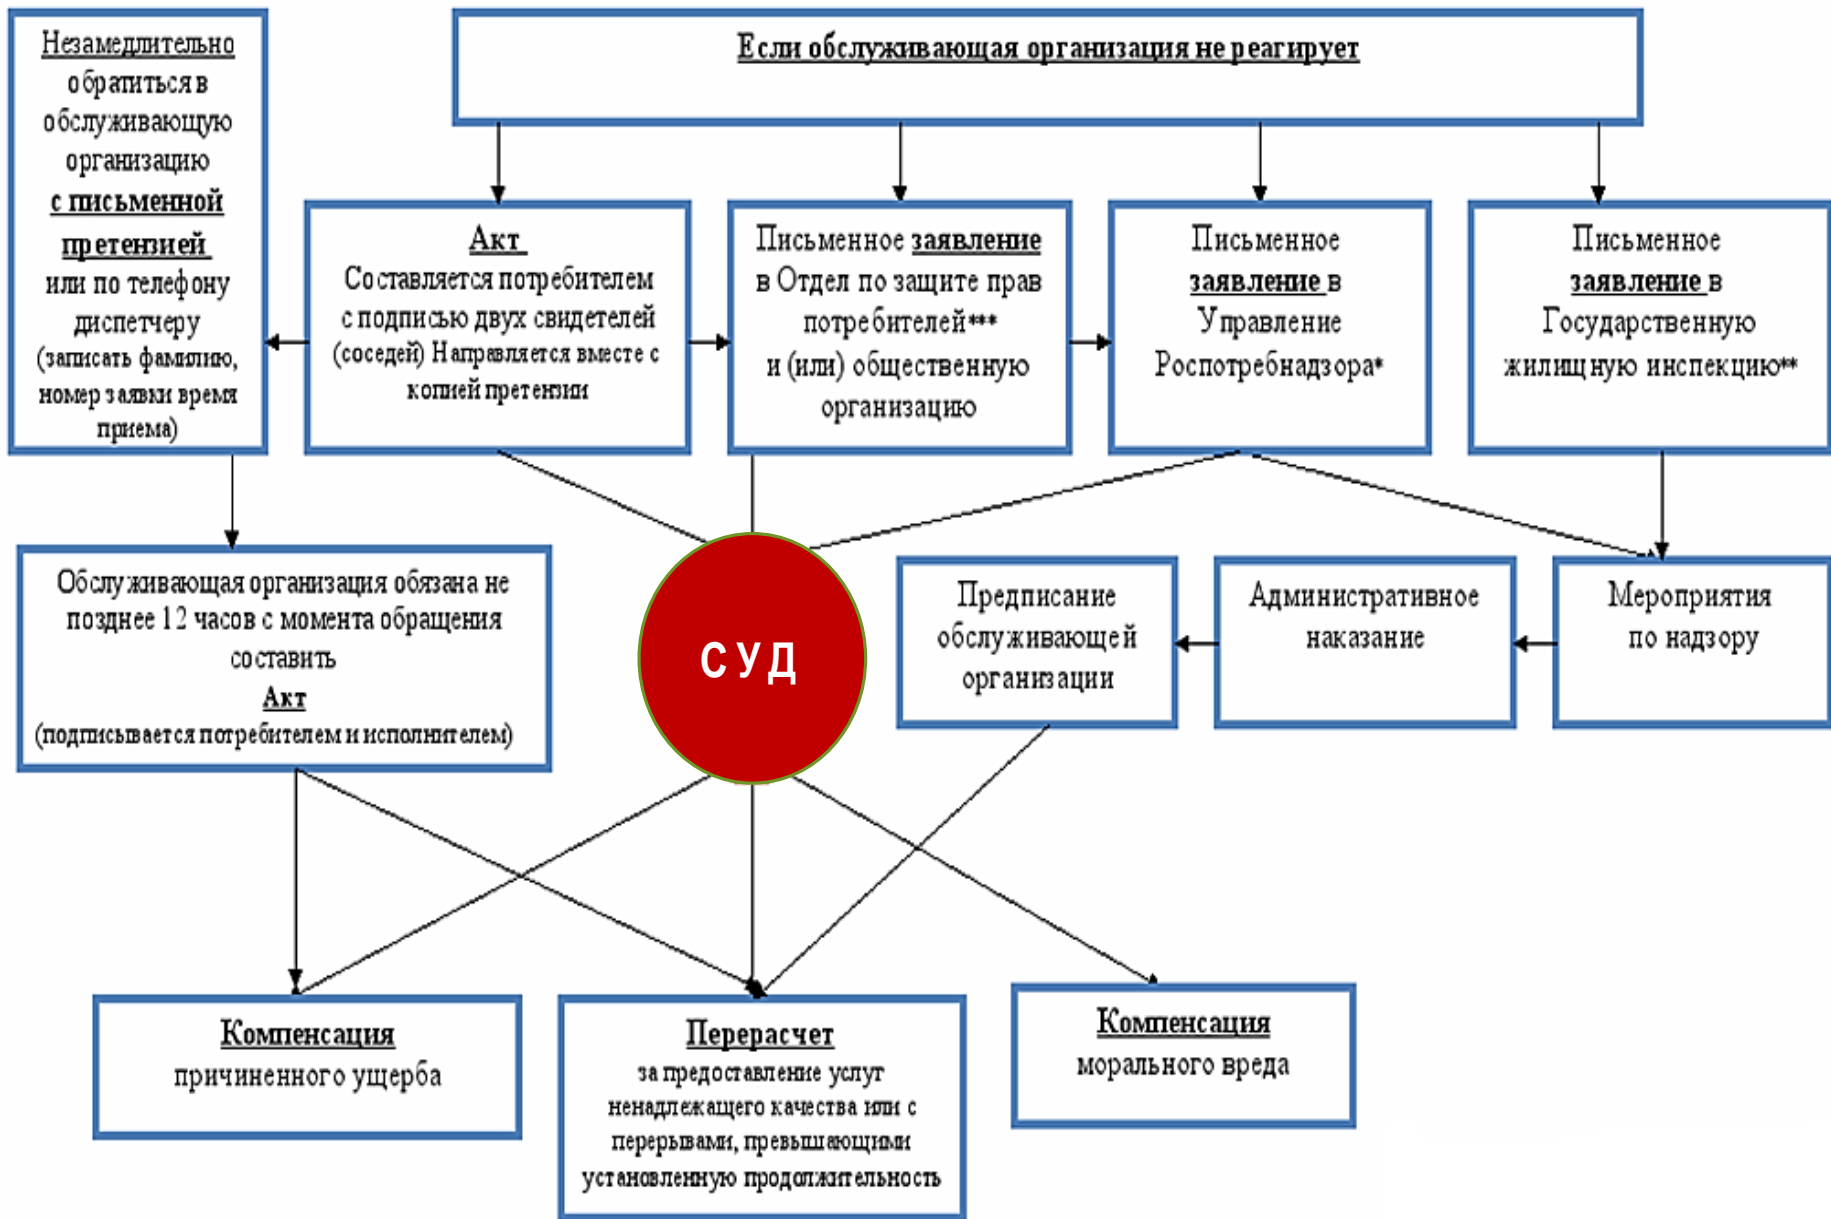 Незамедлительно
обратиться в
обслуживающую
организацию
с письменной
претензией
или по телефону
диспетчеру
(записать фамилию,
номер заявки время
приема)
Если обслуживающая организация не реагирует
Акт
Составляется потребителем
с подписью двух свидетелей
(соседей) Направляется вместе с
копией претензии
Письменное заявление
в Отдел по защите прав
потребителей***
и (или) общественную
организацию
Письменное
заявление в
Управление
Роспотребнадзора*
Письменное
заявление в
Государственную
жилищную инспекцию**
Обслуживающая организация обязана не
позднее 12 часов с момента обращения
составить
Акт
(подписывается потребителем и исполнителем)
СУД
Предписание
обслуживающей
организации
Административное
наказание
Мероприятия
по надзору
Компенсация
причиненного ущерба
Перерасчет
за предоставление услуг
ненадлежащего качества или с
перерывами, превышающими
установленную продолжительность
Компенсация
морального вреда